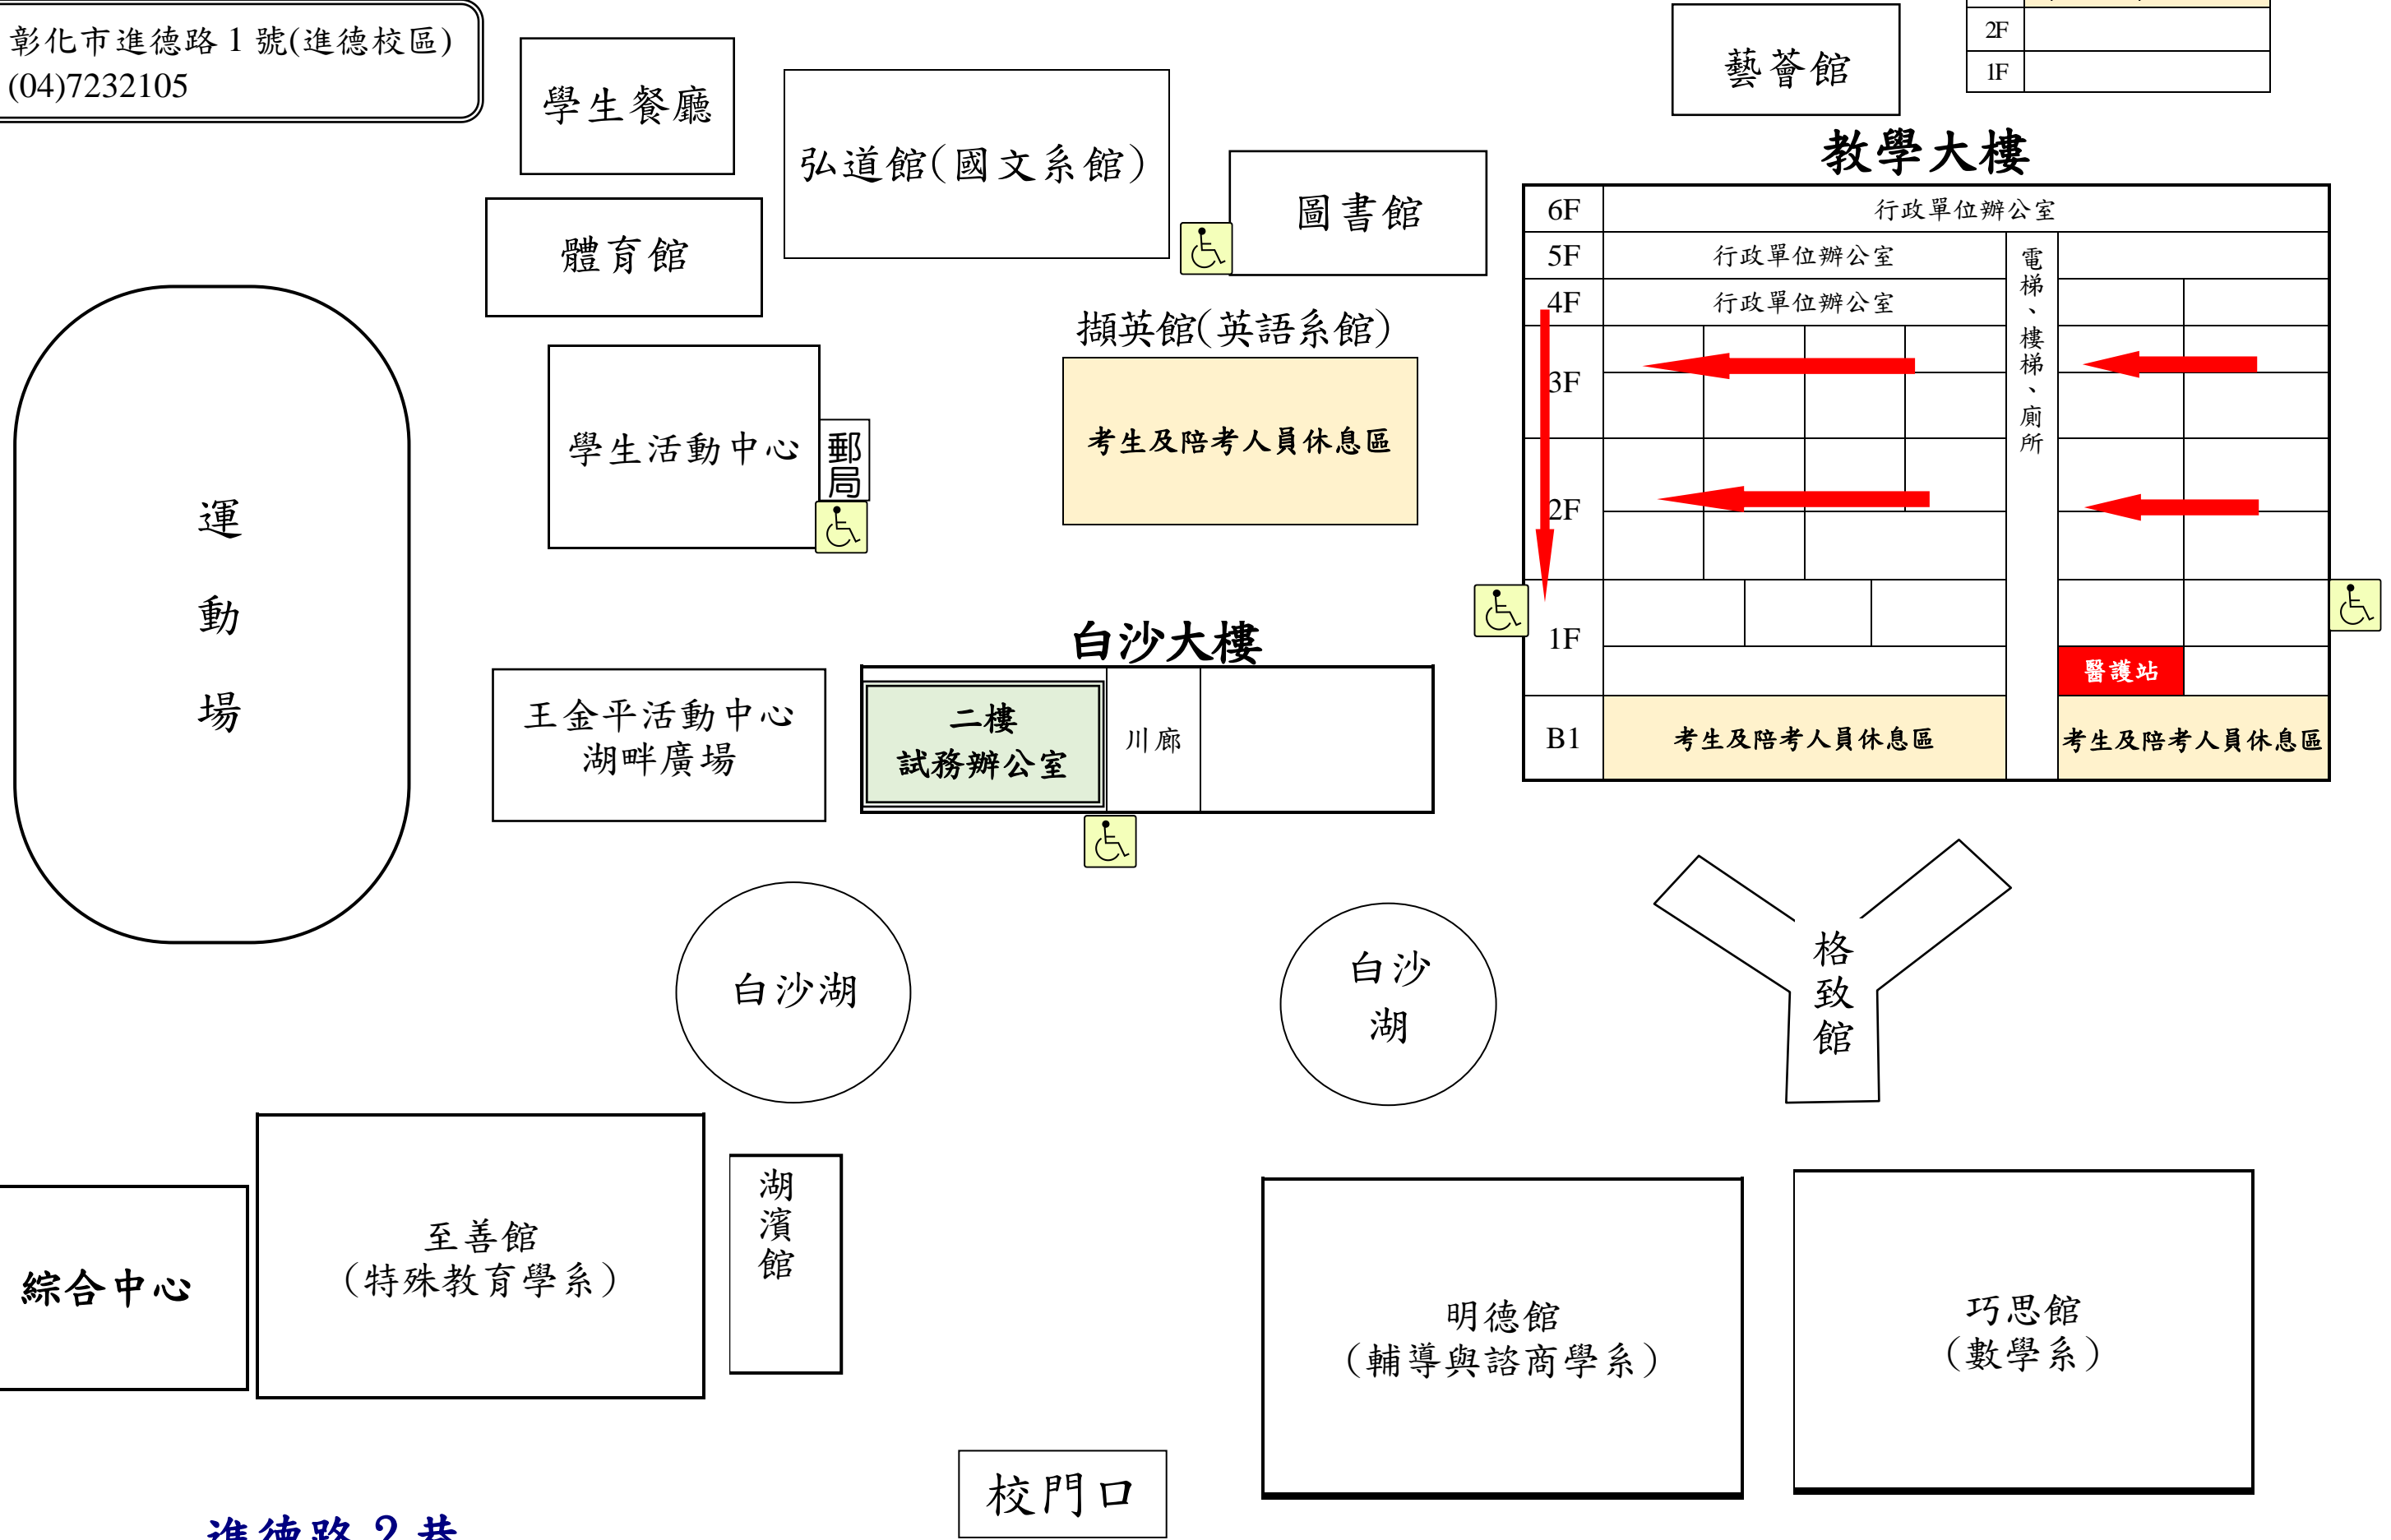 彰化市進德路 1 號(進德校區)
(04)7232105
學生餐廳
弘道館(國文系館)
藝薈館
2F
1F
體育館
圖書館
教學大樓
6F 行政單位辦公室
5F 行政單位辦公室
4F 行政單位辦公室
3F
2F
1F
電梯、樓梯、廁所
醫護站
B1 考生及陪考人員休息區 考生及陪考人員休息區
擷英館(英語系館)
考生及陪考人員休息區
學生活動中心
郵局
運動場
白沙大樓
二樓
試務辦公室
川廊
王金平活動中心
湖畔廣場
白沙湖
白沙
湖
格致館
綜合中心
至善館
(特殊教育學系)
湖濱館
明德館
(輔導與諮商學系)
巧思館
(數學系)
校門口
進德路 2 巷